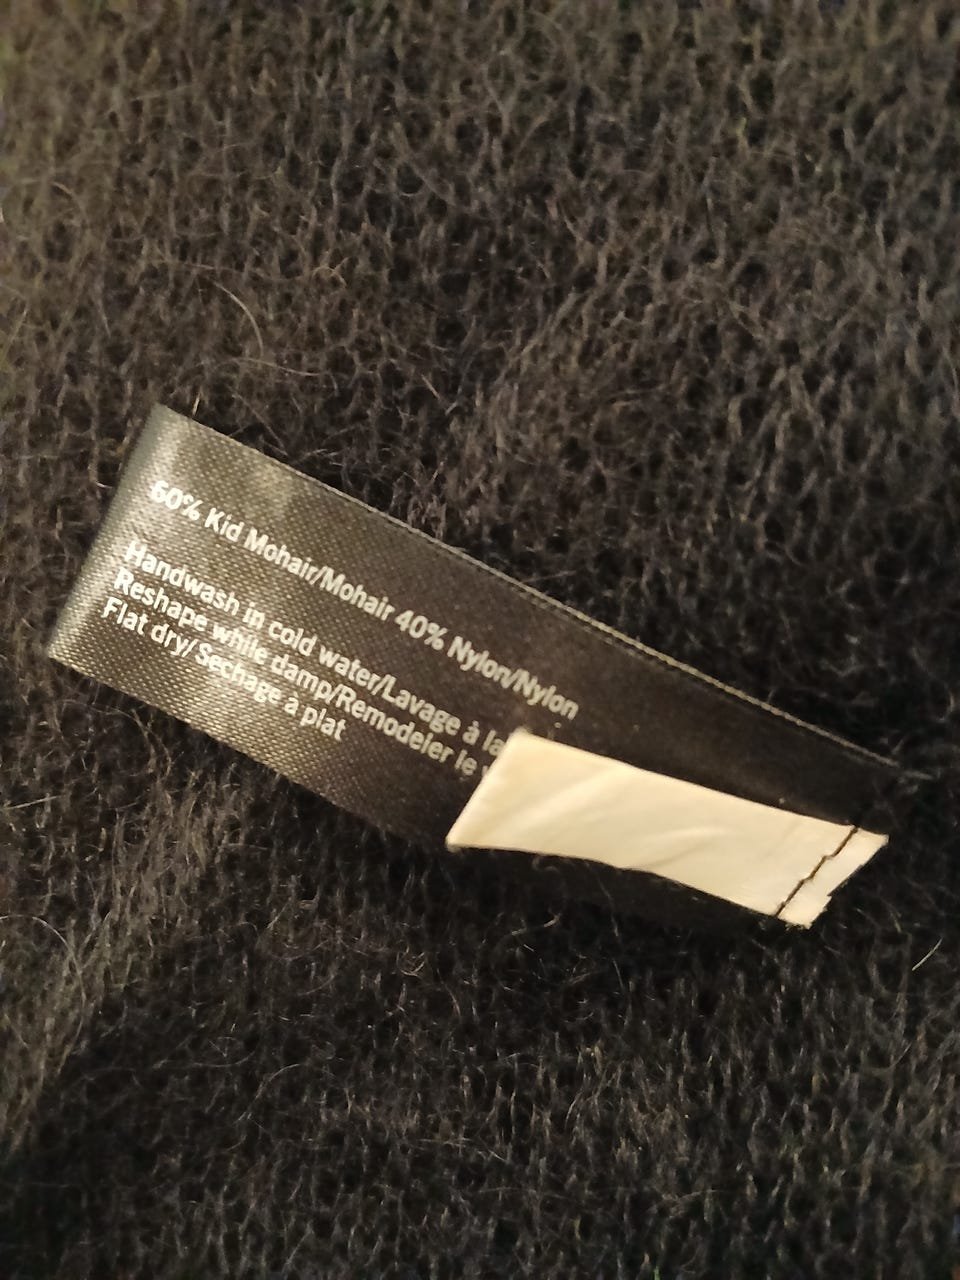 60% Kid Mohair/Mohair 40% Nylon/Nylon
Handwash in cold water/Lavage à la
Reshape while damp/Remodeler le
Flat dry/ Sechage a plat